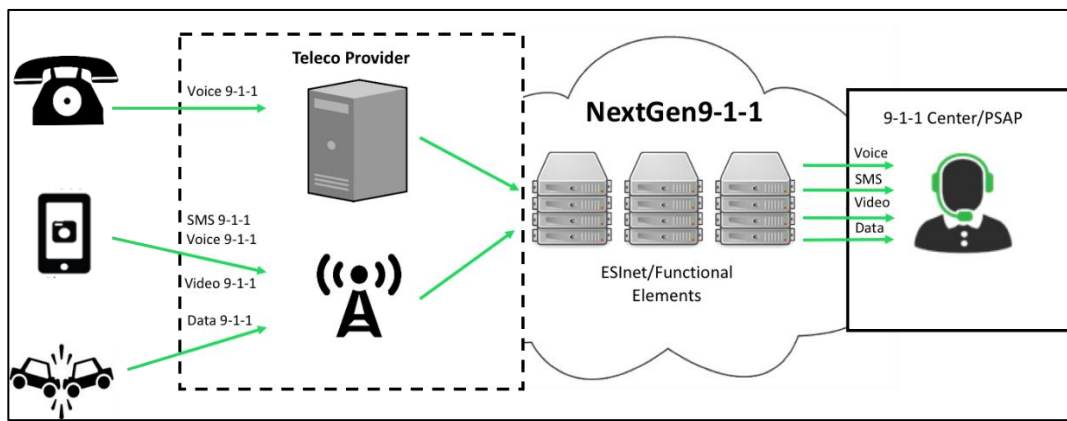 Teleco Provider
Voice 9-1-1
SMS 9-1-1
Voice 9-1-1
Video 9-1-1
Data 9-1-1
NextGen9-1-1
ESInet/Functional
Elements
9-1-1 Center/PSAP
Voice
SMS
Video
Data